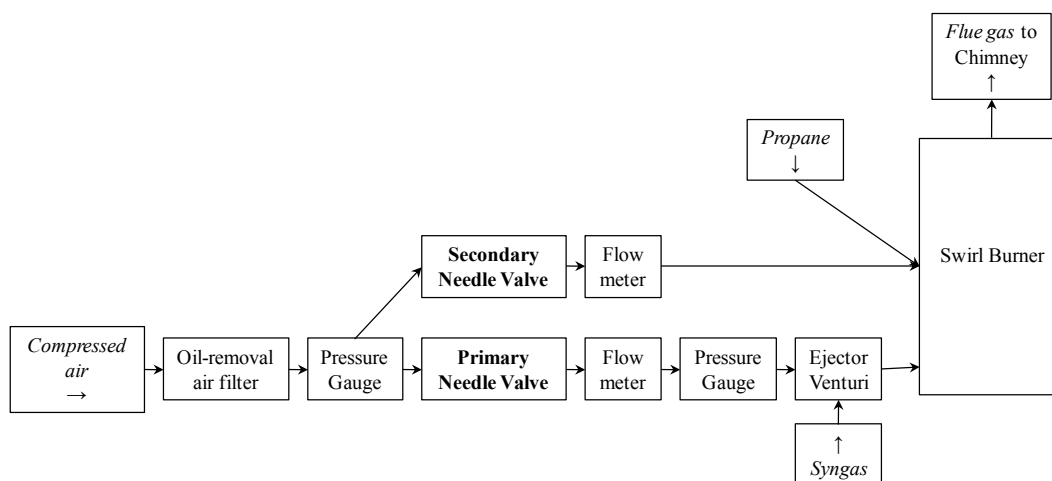 Flue gas to
Chimney
↑
Propane
↓
Swirl Burner
Secondary
Needle Valve
Flow
meter
Compressed
air
→
Oil-removal
air filter
Pressure
Gauge
Primary
Needle Valve
Flow
meter
Pressure
Gauge
Ejector
Venturi
↑
Syngas